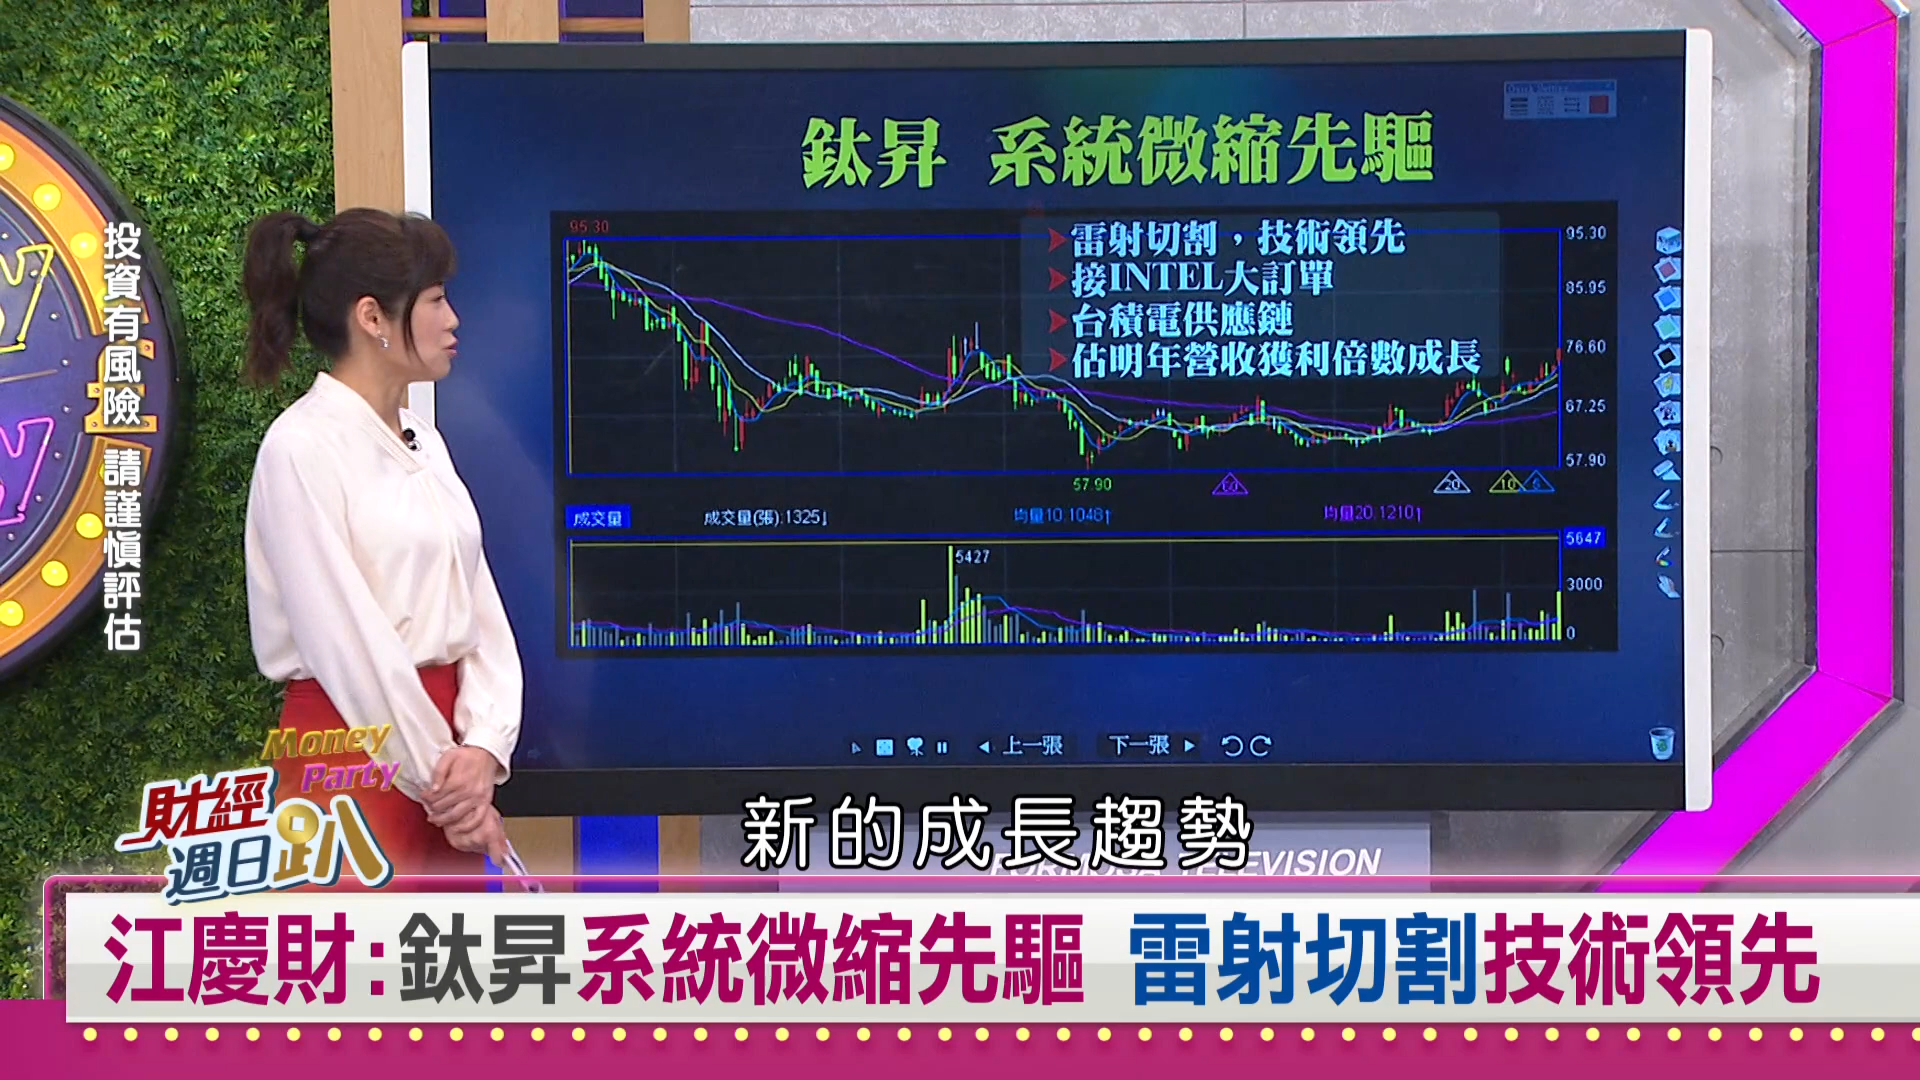 鈦昇 系統微縮先驅
95.30
雷射切割，技術領先
接INTEL大訂單
台積電供應鏈
估明年營收獲利倍數成長
95.30
85.95
76.60
67.25
57.90
57.90
60
20
10
成交量
成交量(張):1325↓
均量10.1048↑
均量20.1210↑
5647
5427
3000
0
上一張
下一張
投資有風險 請謹慎評估
Money
Party
財經
週日趴
新的成長趨勢
FORMOSA TELEVISION
江慶財:鈦昇系統微縮先驅 雷射切割技術領先